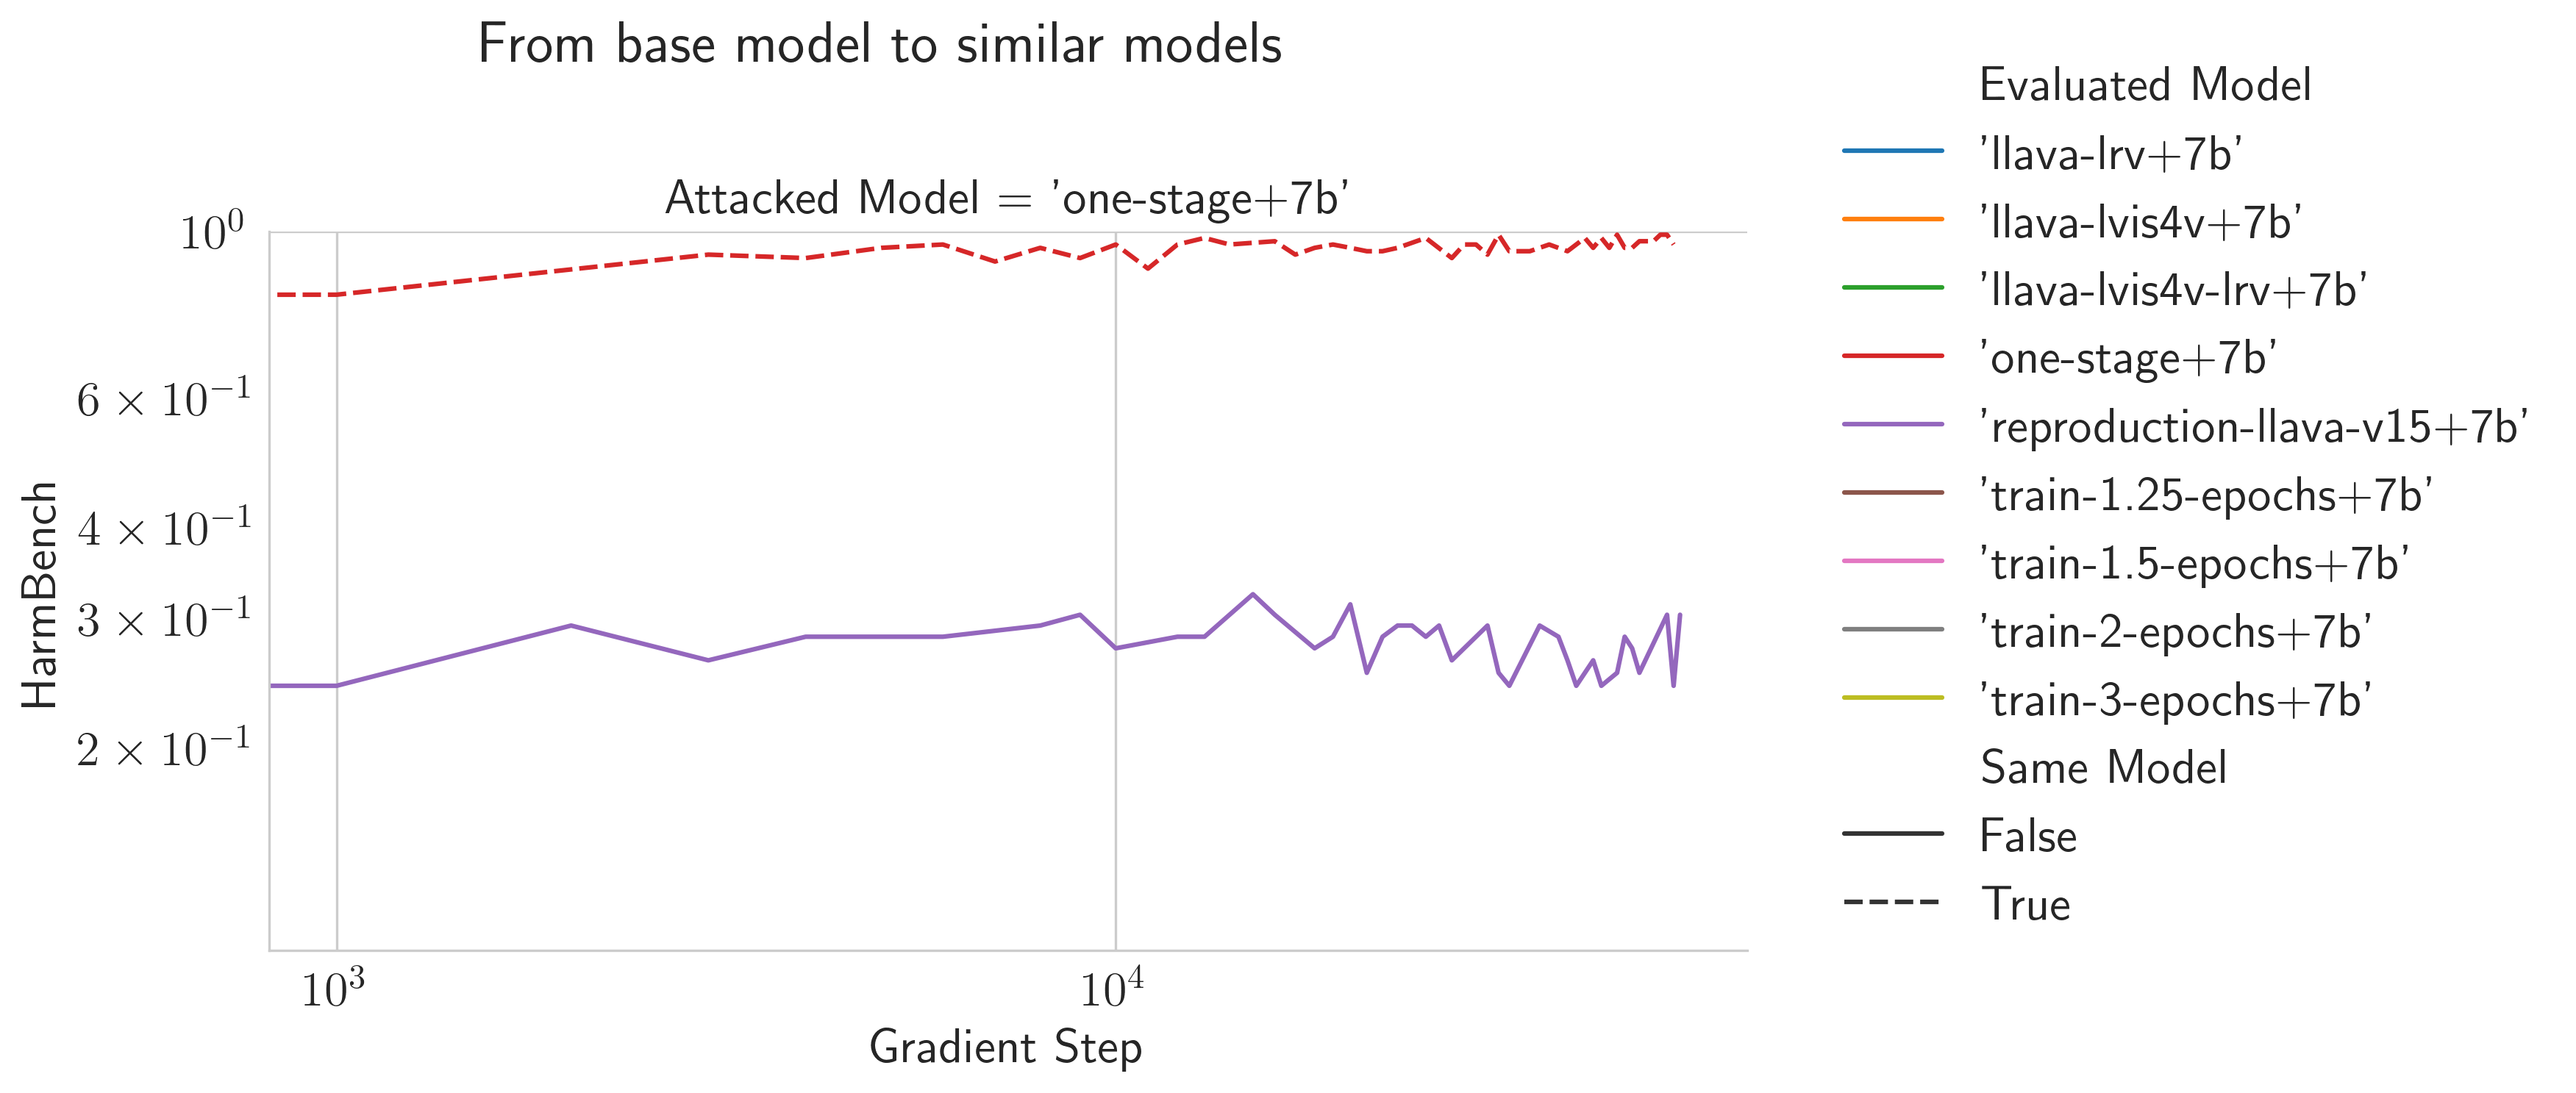 From base model to similar models
Attacked Model = 'one-stage+7b'
10^0
6 × 10^−1
4 × 10^−1
3 × 10^−1
2 × 10^−1
HarmBench
10^3
10^4
Gradient Step
Evaluated Model
'llava-lrv+7b'
'llava-lvis4v+7b'
'llava-lvis4v-lrv+7b'
'one-stage+7b'
'reproduction-llava-v15+7b'
'train-1.25-epochs+7b'
'train-1.5-epochs+7b'
'train-2-epochs+7b'
'train-3-epochs+7b'
Same Model
False
True